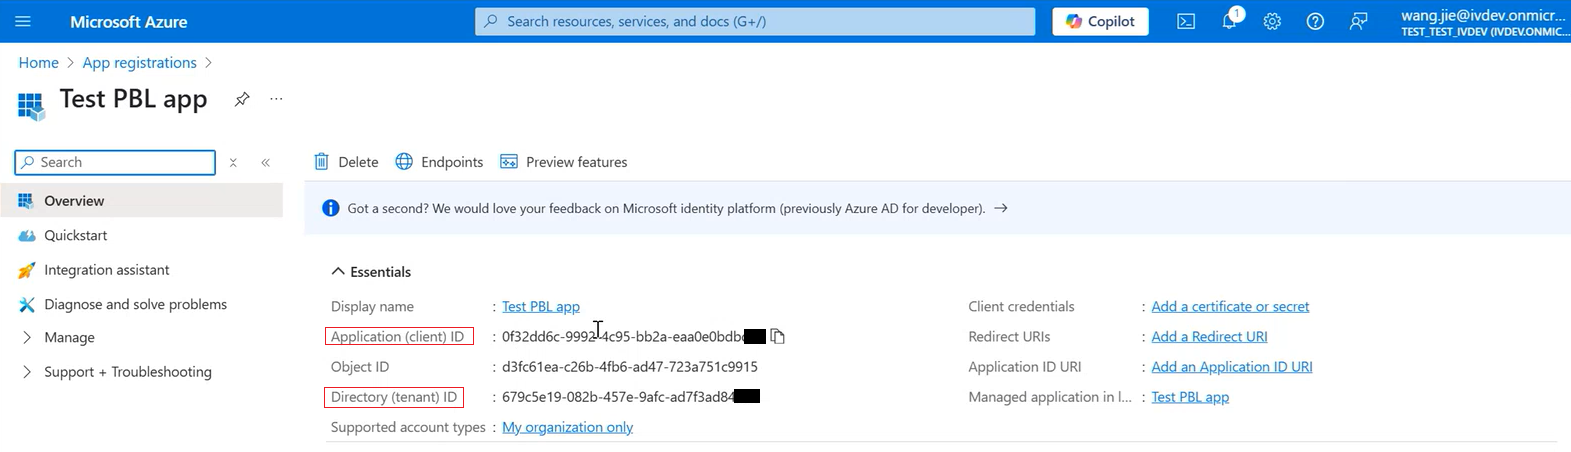 Microsoft Azure
Search resources, services, and docs (G+/)
Copilot
1
wang.jie@ivdev.onmicr...
TEST_TEST_IVDEV (IVDEV.ONMIC...
Home > App registrations >
Test PBL app
Search
Delete Endpoints Preview features
Overview
Quickstart
Integration assistant
Diagnose and solve problems
Manage
Support + Troubleshooting
Got a second? We would love your feedback on Microsoft identity platform (previously Azure AD for developer). →
Essentials
Display name : Test PBL app
Application (client) ID : 0f32dd6c-9992-4c95-bb2a-eaa0e0bdb
Object ID : d3fc61ea-c26b-4fb6-ad47-723a751c9915
Directory (tenant) ID : 679c5e19-082b-457e-9afc-ad7f3ad84
Supported account types : My organization only
Client credentials : Add a certificate or secret
Redirect URIs : Add a Redirect URI
Application ID URI : Add an Application ID URI
Managed application in l... : Test PBL app